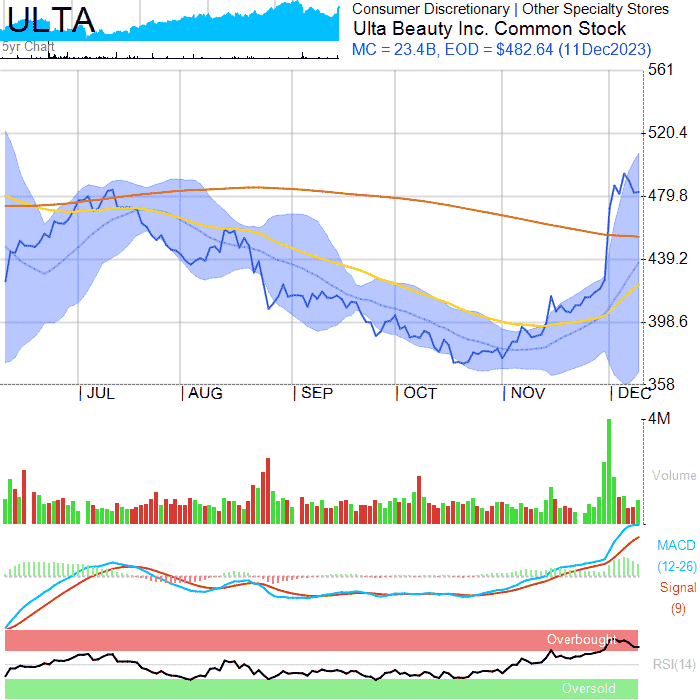 ULTA
5yr Chart
Consumer Discretionary | Other Specialty Stores
Ulta Beauty Inc. Common Stock
MC = 23.4B, EOD = $482.64 (11Dec2023)
561
520.4
479.8
439.2
398.6
358
JUL
AUG
SEP
OCT
NOV
DEC
4M
Volume
MACD
(12-26)
Signal
(9)
Overbought
RSI(14)
Oversold